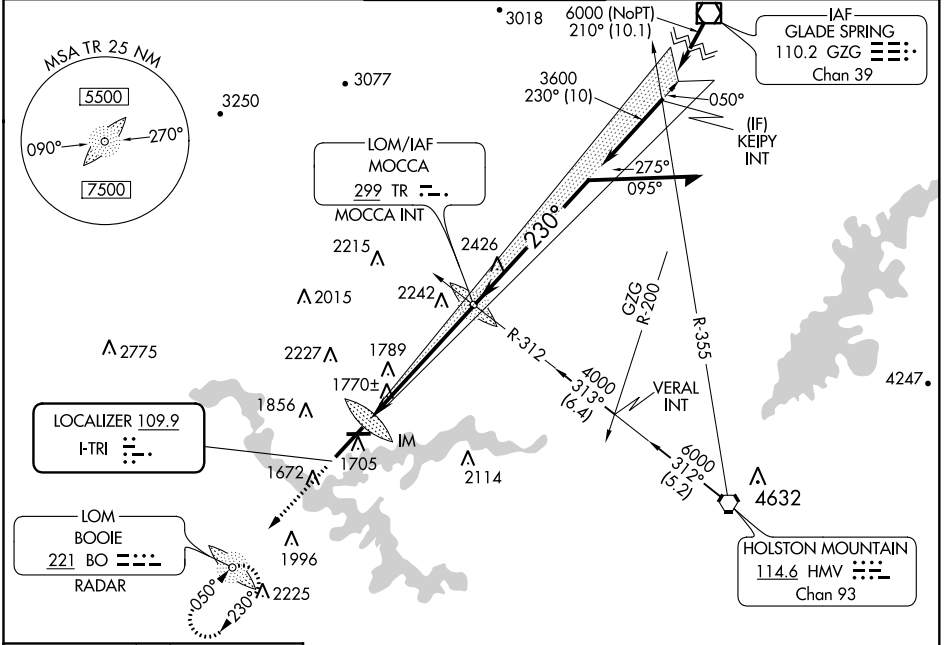 3018
6000 (NoPT)
210° (10.1)
IAF
GLADE SPRING
110.2 GZG
Chan 39
MSA TR 25 NM
5500
090°
270°
7500
3250
3077
3600
230° (10)
050°
(IF)
KEIPY
INT
LOM/IAF
MOCCA
299 TR
MOCCA INT
275°
095°
230°
2215
2426
2015
2242
GZG
R-200
R-355
R-312
2775
2227
1789
1770±
4000
313°
(6.4)
VERAL
INT
4247
1856
LOCALIZER 109.9
I-TRI
IM
1705
1672
2114
6000
312°
(5.2)
4632
LOM
BOOIE
221 BO
RADAR
1996
HOLSTON MOUNTAIN
114.6 HMV
Chan 93
050°
230°
2225